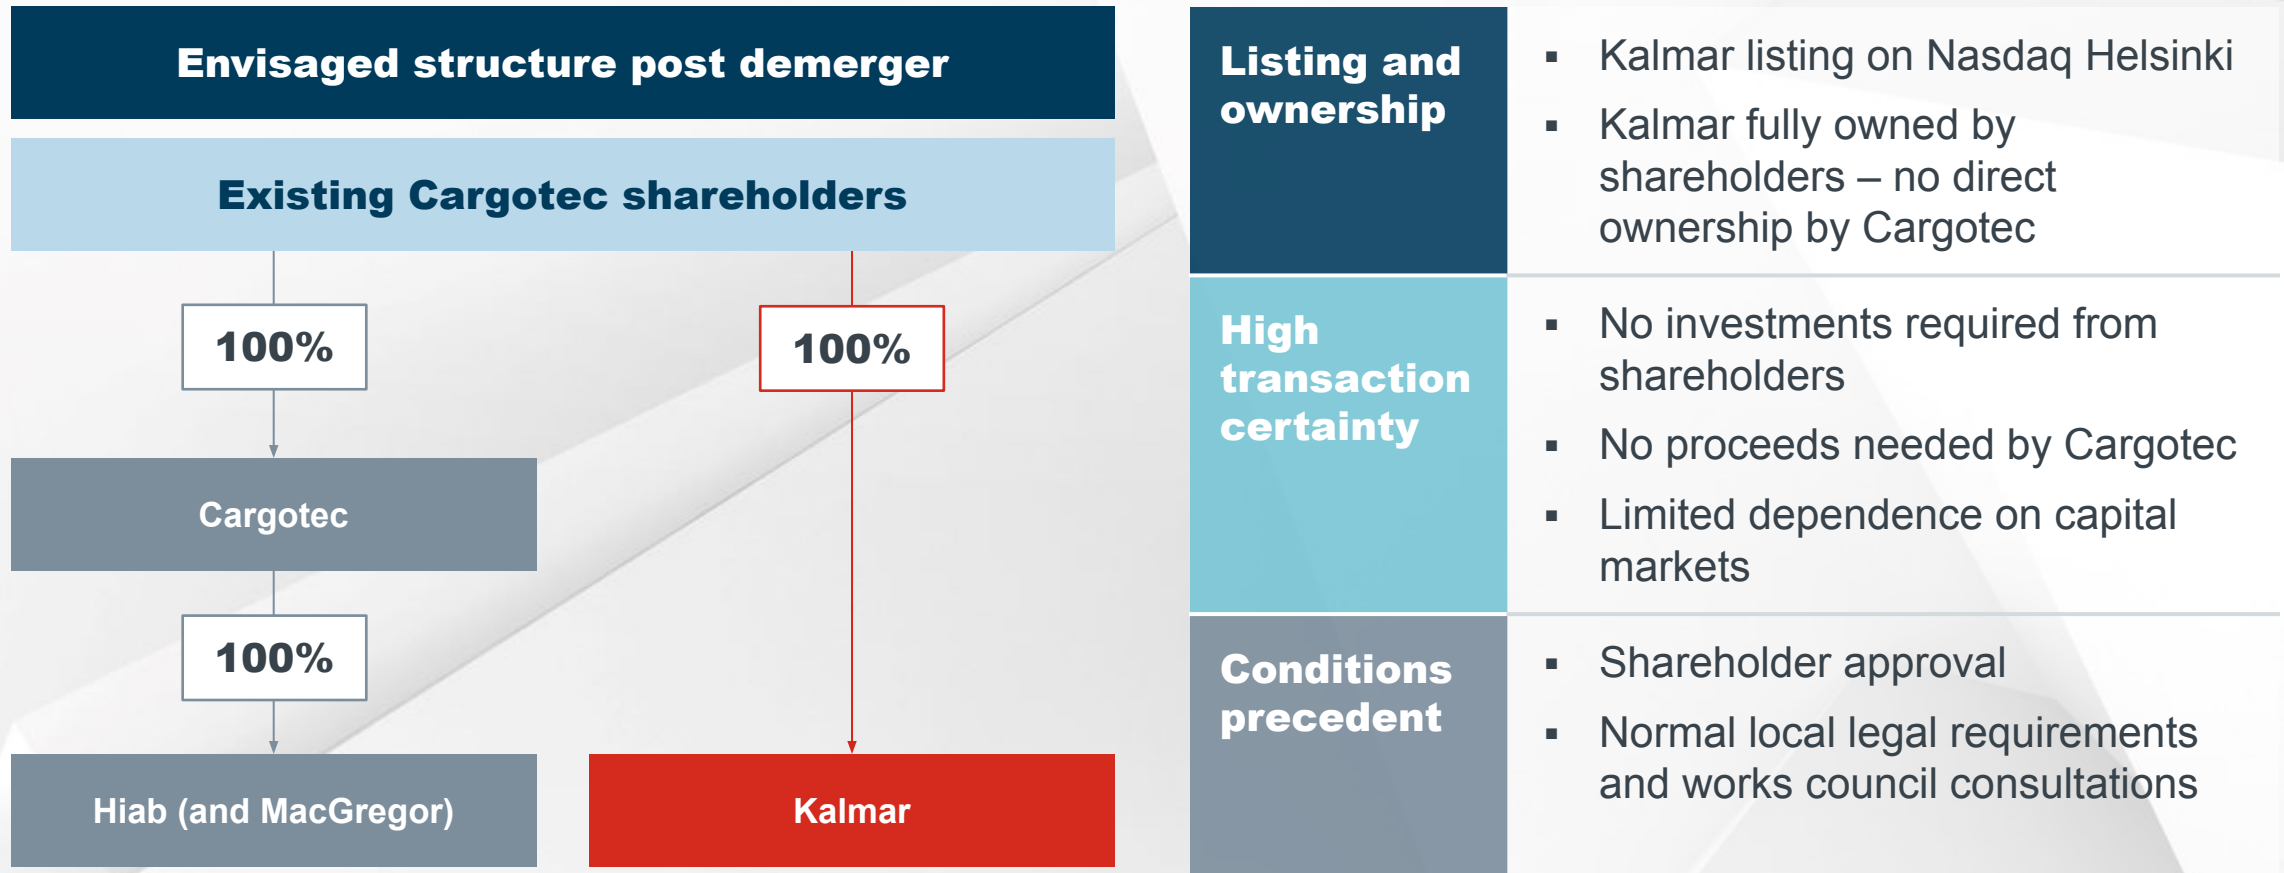 Envisaged structure post demerger
Existing Cargotec shareholders
100%
100%
Cargotec
100%
Hiab (and MacGregor)
Kalmar
Listing and
ownership
▪ Kalmar listing on Nasdaq Helsinki
▪ Kalmar fully owned by
shareholders – no direct
ownership by Cargotec
High
transaction
certainty
▪ No investments required from
shareholders
▪ No proceeds needed by Cargotec
▪ Limited dependence on capital
markets
Conditions
precedent
▪ Shareholder approval
▪ Normal local legal requirements
and works council consultations